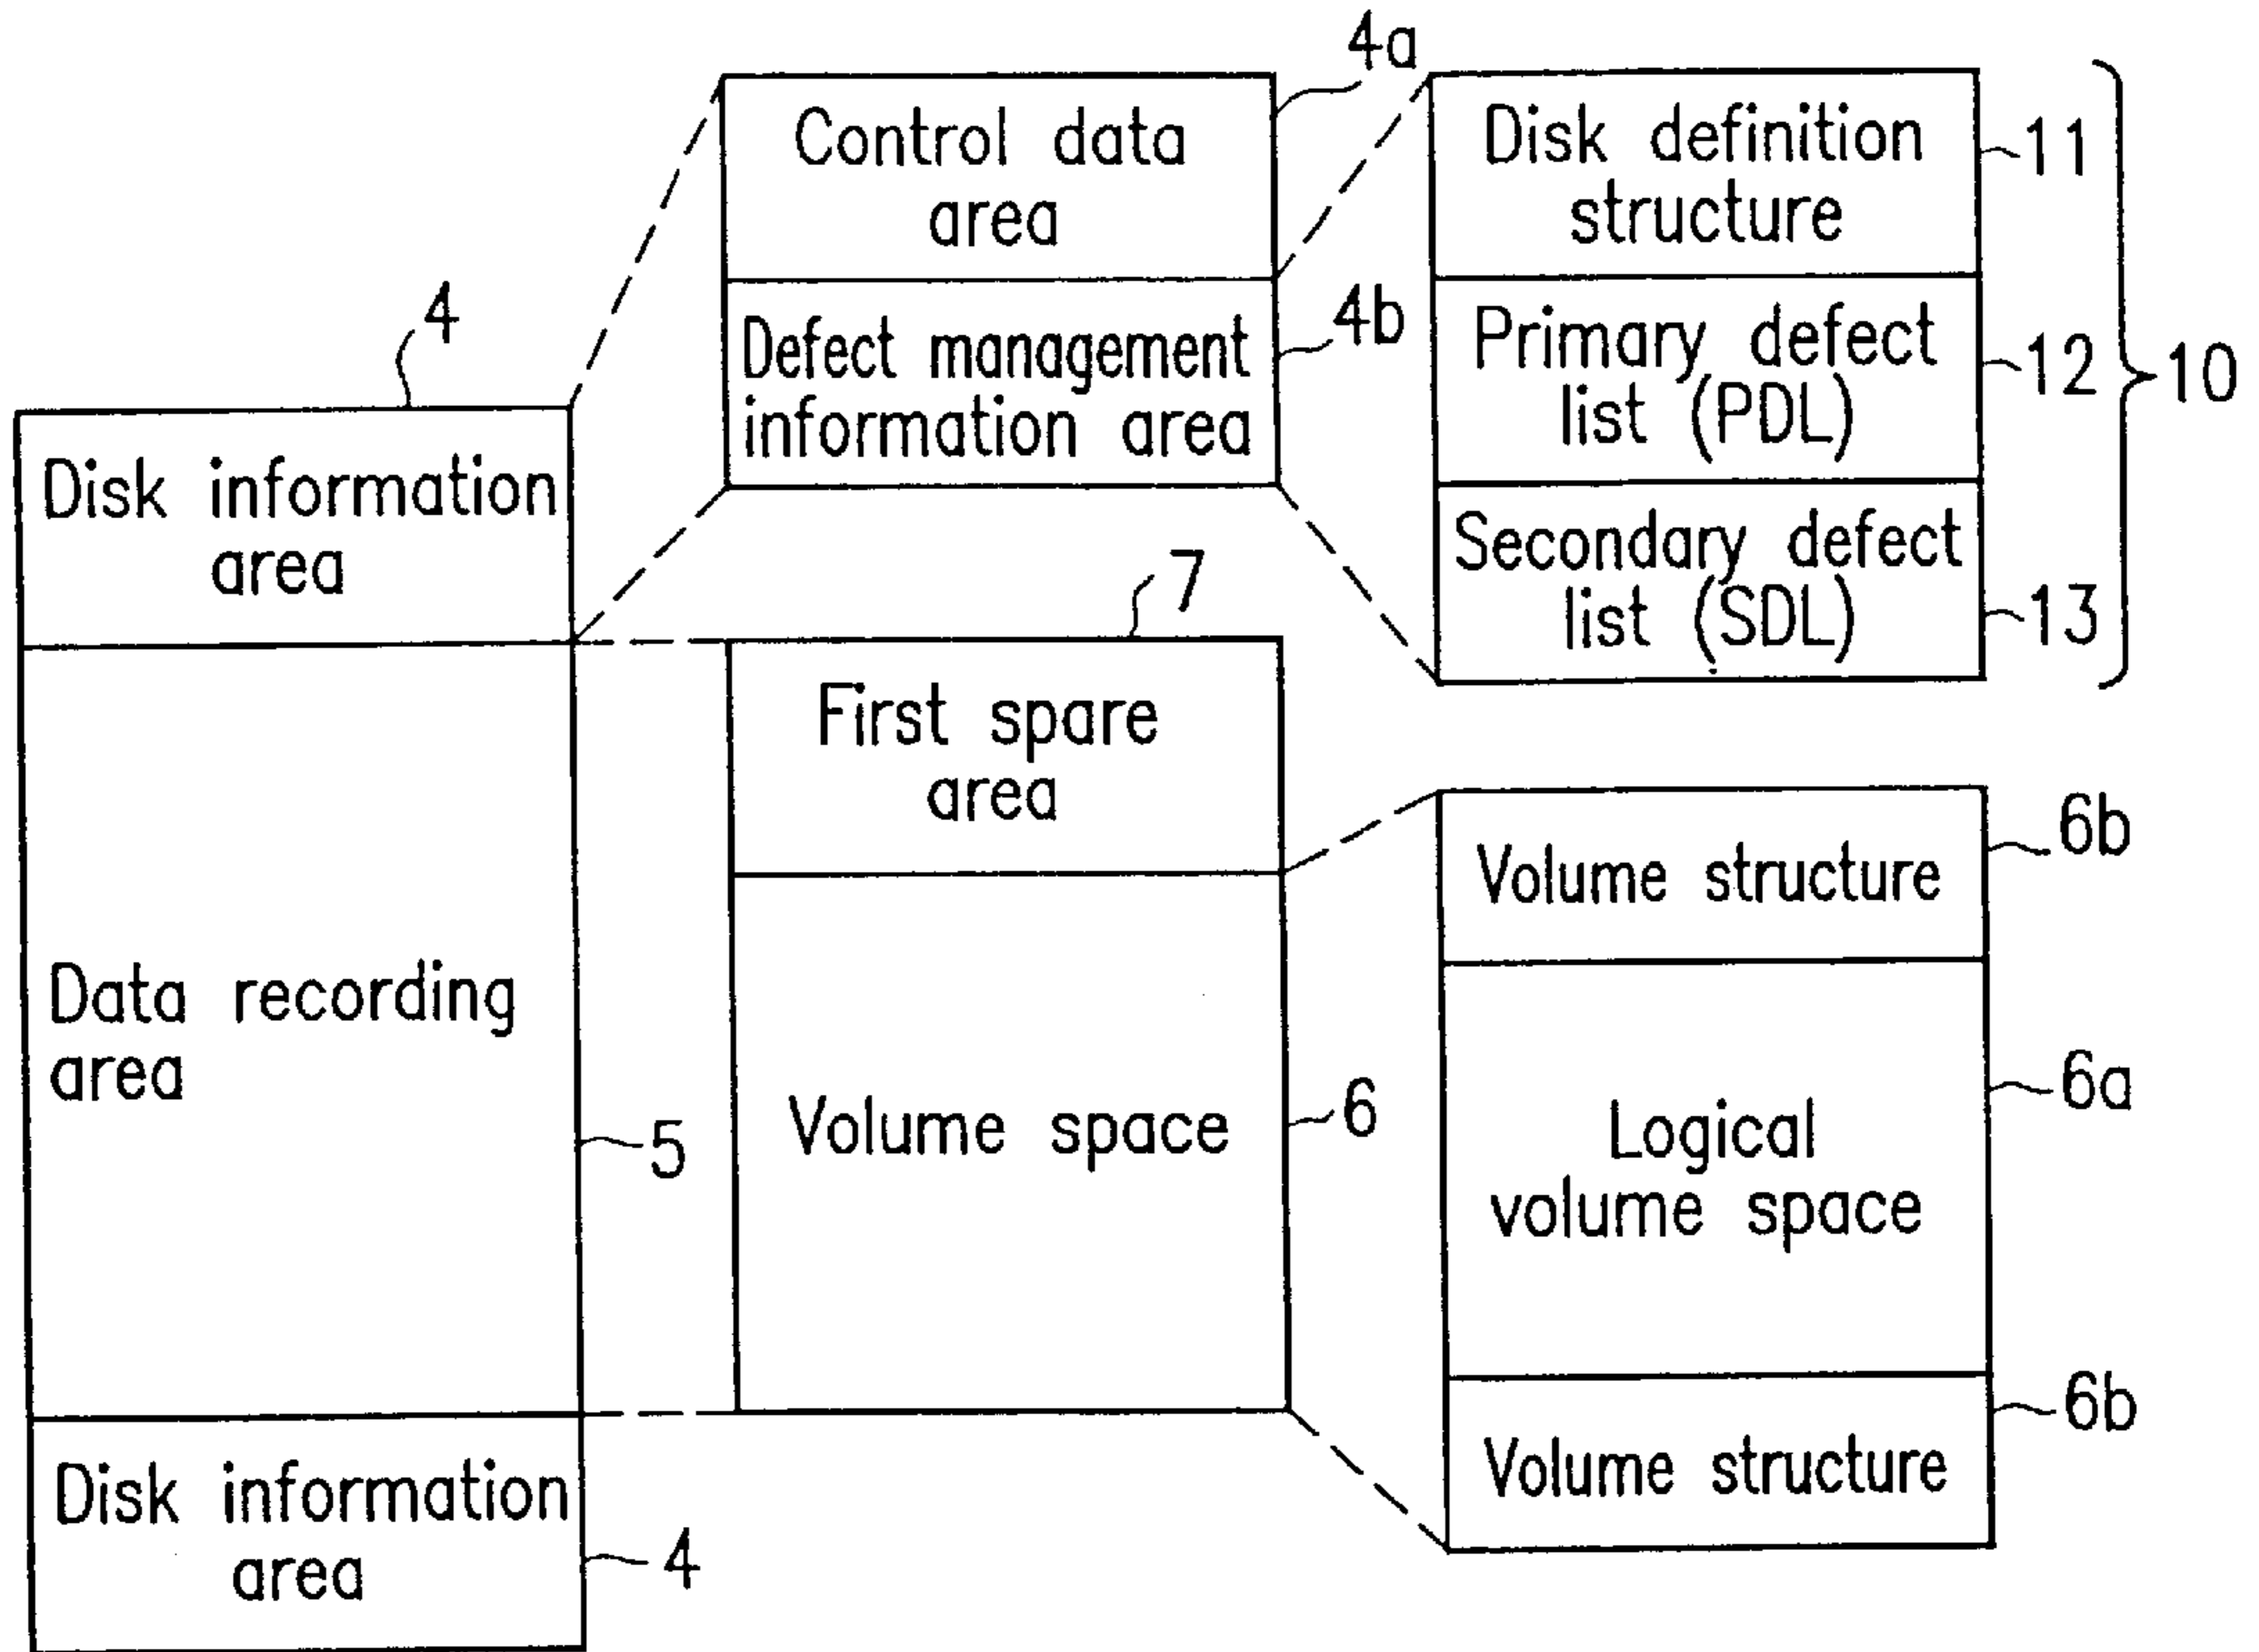 4
Disk information
area
Data recording
area
5
Disk information
area
4
4a
Control data
area
Defect management
information area
4b
7
First spare
area
Volume space
6
Disk definition
structure
11
Primary defect
list (PDL)
12
Secondary defect
list (SDL)
13
10
Volume structure
6b
Logical
volume space
6a
Volume structure
6b